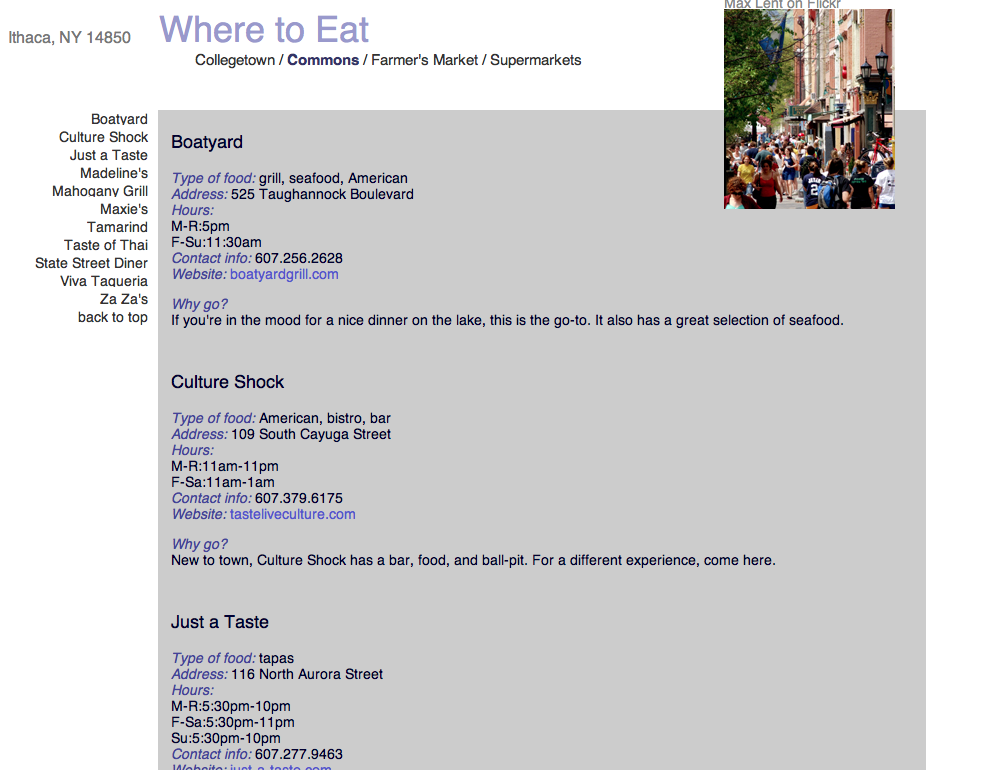 Max Lent on Flickr
Ithaca, NY 14850
Where to Eat
Collegetown / Commons / Farmer's Market / Supermarkets
Boatyard
Culture Shock
Just a Taste
Madeline's
Mahogany Grill
Maxie's
Tamarind
Taste of Thai
State Street Diner
Viva Taqueria
Za Za's
back to top
Boatyard
Type of food: grill, seafood, American
Address: 525 Taughannock Boulevard
Hours:
M-R:5pm
F-Su:11:30am
Contact info: 607.256.2628
Website: boatyardgrill.com
Why go?
If you're in the mood for a nice dinner on the lake, this is the go-to. It also has a great selection of seafood.
Culture Shock
Type of food: American, bistro, bar
Address: 109 South Cayuga Street
Hours:
M-R:11am-11pm
F-Sa:11am-1am
Contact info: 607.379.6175
Website: tasteliveculture.com
Why go?
New to town, Culture Shock has a bar, food, and ball-pit. For a different experience, come here.
Just a Taste
Type of food: tapas
Address: 116 North Aurora Street
Hours:
M-R:5:30pm-10pm
F-Sa:5:30pm-11pm
Su:5:30pm-10pm
Contact info: 607.277.9463
Website: just-a-taste.com